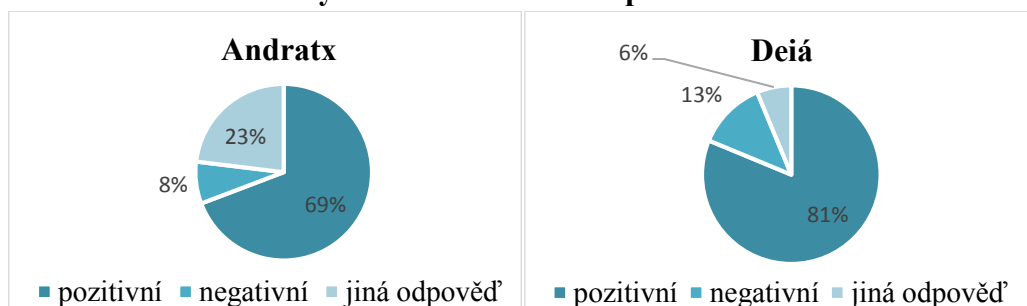 Andratx
23%
8%
69%
pozitivní negativní jiná odpověď
Deiá
6%
13%
81%
pozitivní negativní jiná odpověď